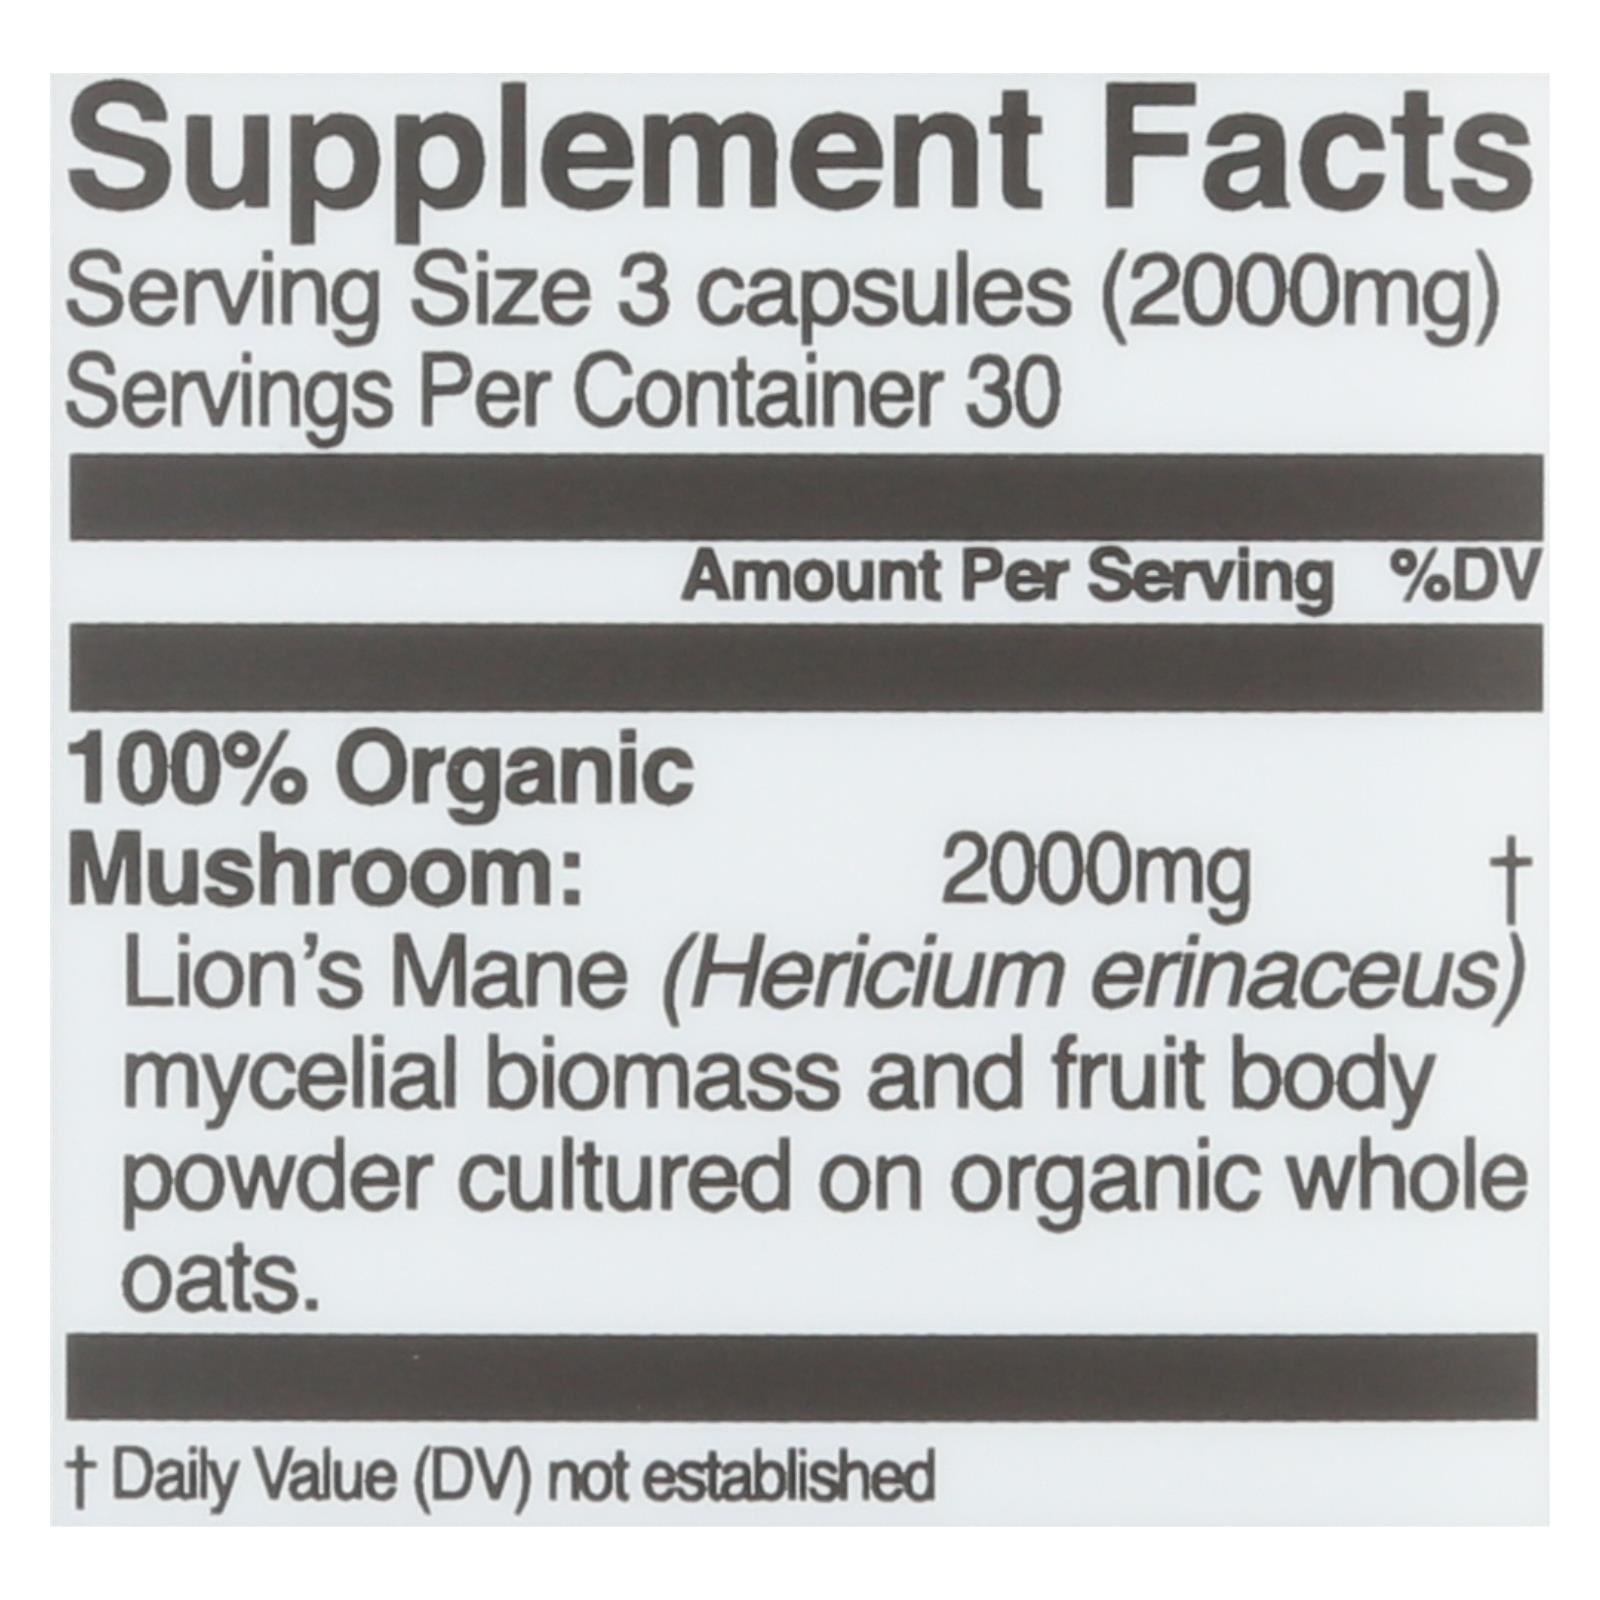 Supplement Facts
Serving Size 3 capsules (2000mg)
Servings Per Container 30
Amount Per Serving %DV
100% Organic
Mushroom: 2000mg †
Lion’s Mane (Hericium erinaceus)
mycelial biomass and fruit body
powder cultured on organic whole
oats.
† Daily Value (DV) not established